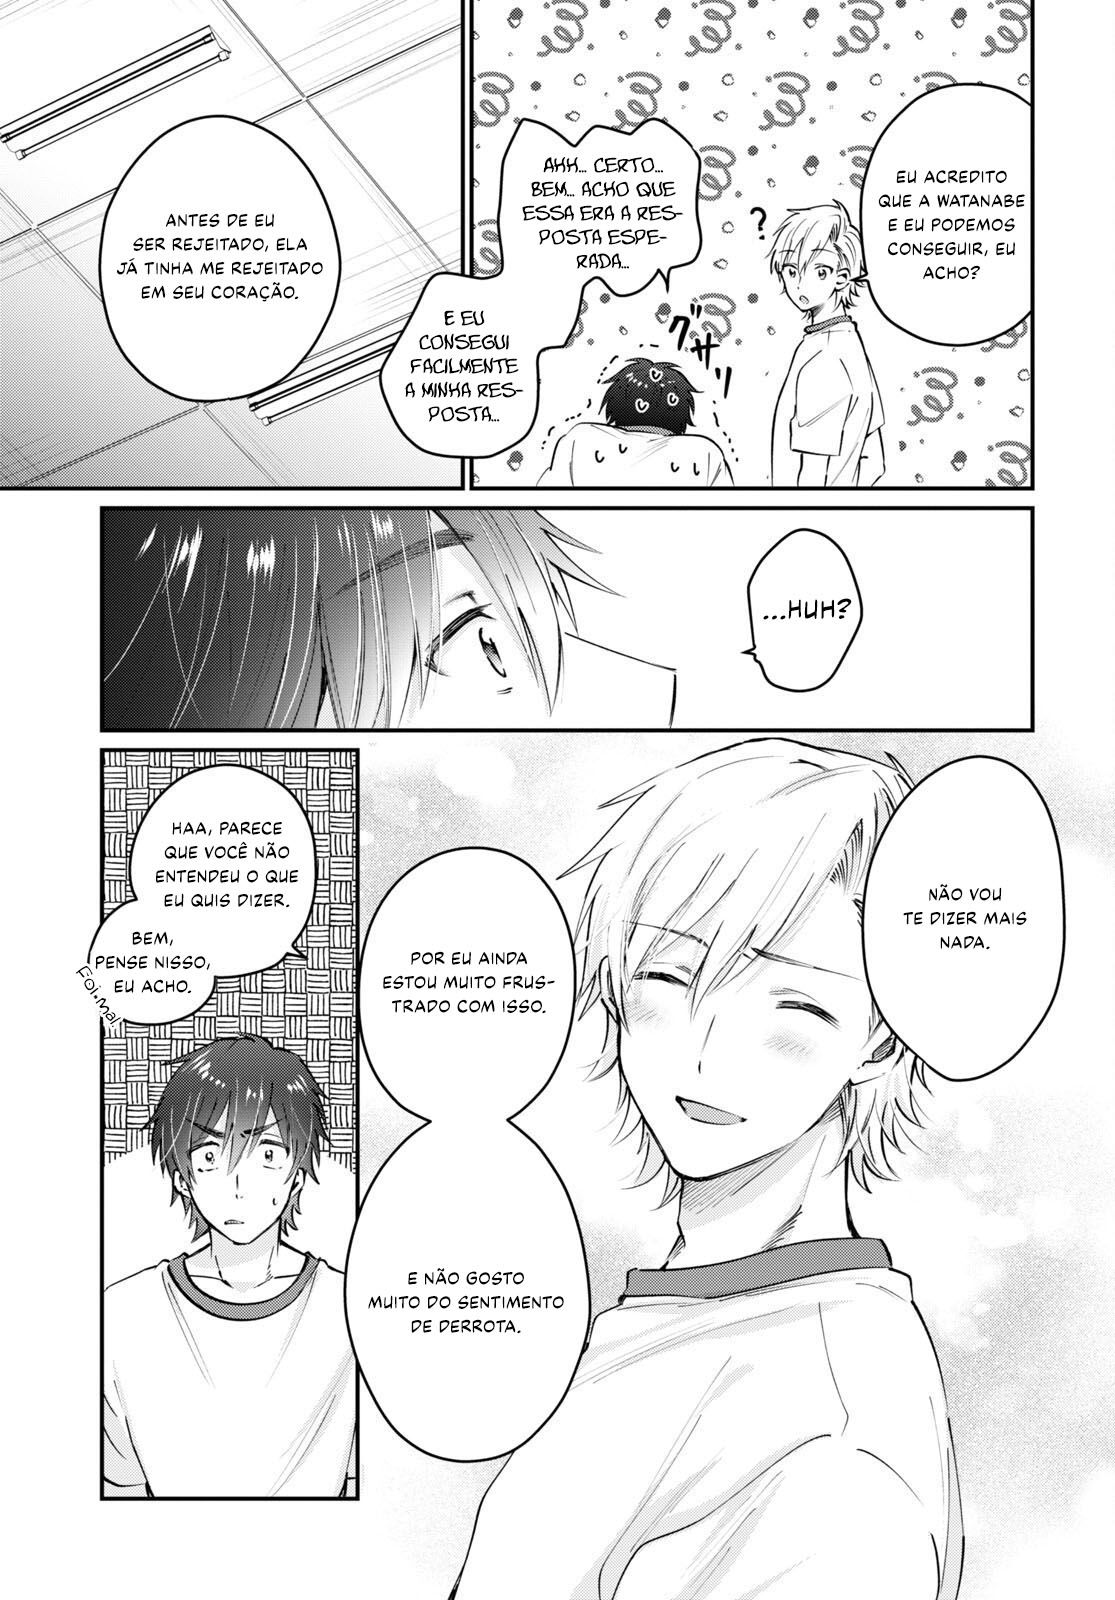 EU ACREDITO
QUE A WATANABE
E EU PODEMOS
CONSEGUIR, EU
ACHO?
?
AHH... CERTO...
BEM... ACHO QUE
ESSA ERA A RES-
POSTA ESPE-
RADA...
グサッ
E EU
CONSEGUI
FACILMENTE
A MINHA RES-
POSTA...
ANTES DE EU
SER REJEITADO, ELA
JÁ TINHA ME REJEITADO
EM SEU CORAÇÃO.
...HUH?
NÃO VOU
TE DIZER MAIS
NADA.
POR EU AINDA
ESTOU MUITO FRUS-
TRADO COM ISSO.
E NÃO GOSTO
MUITO DO SENTIMENTO
DE DERROTA.
HAA, PARECE
QUE VOCÊ NÃO
ENTENDEU O QUE
EU QUIS DIZER.
BEM,
PENSE NISSO,
EU ACHO.
Foi mal